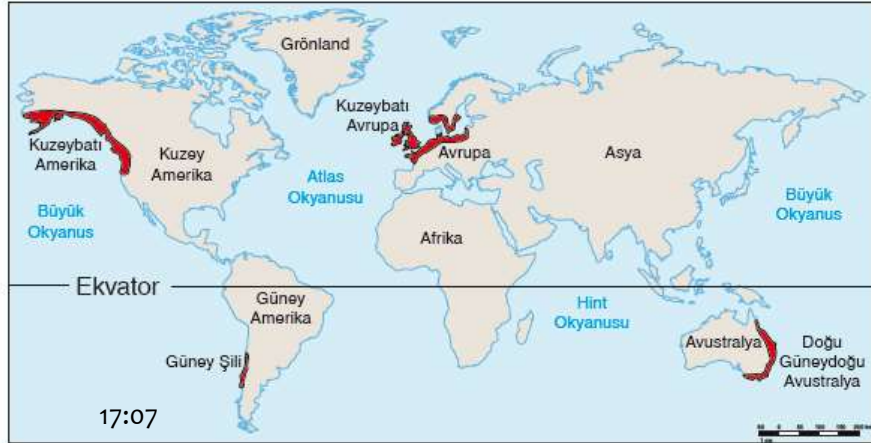 Grönland
Kuzeybatı
Avrupa
Kuzeybatı
Amerika
Kuzey
Amerika
Avrupa
Asya
Atlas
Okyanusu
Büyük
Okyanus
Büyük
Okyanus
Afrika
Ekvator
Güney
Amerika
Hint
Okyanusu
Güney Şili
Avustralya
Doğu
Güneydoğu
Avustralya
17:07